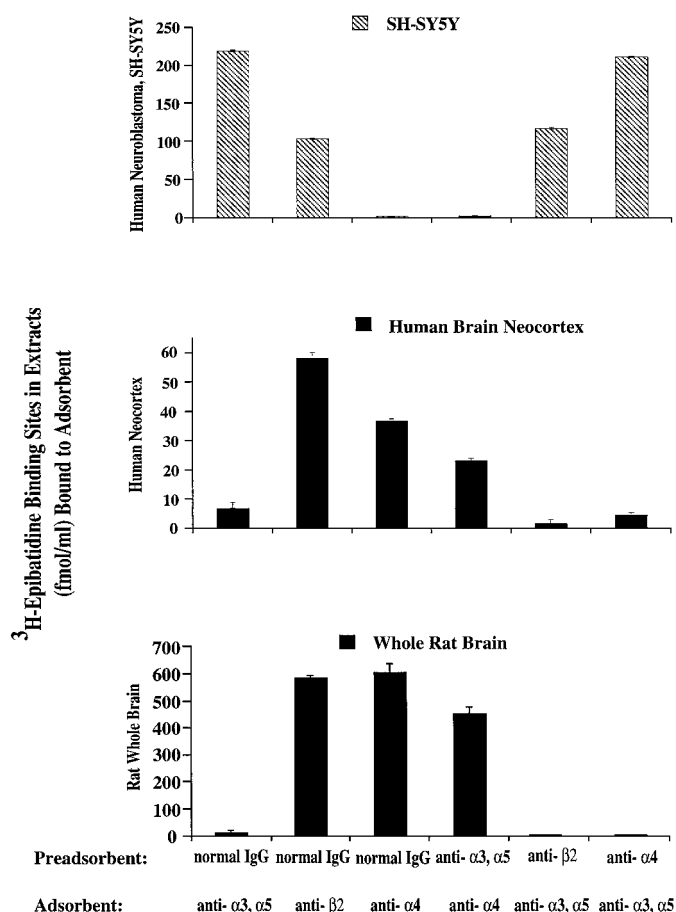 SH-SY5Y
Human Neuroblastoma, SH-SY5Y
250
200
150
100
50
0
³H-Epibatidine Binding Sites in Extracts
(fmol/ml) Bound to Adsorbent
Human Brain Neocortex
Human Neocortex
60
50
40
30
20
10
0
Whole Rat Brain
Rat Whole Brain
700
600
500
400
300
200
100
0
Preadsorbent: normal IgG normal IgG normal IgG anti- α3, α5 anti- β2 anti- α4
Adsorbent: anti- α3, α5 anti- β2 anti- α4 anti- α4 anti- α3, α5 anti- α3, α5